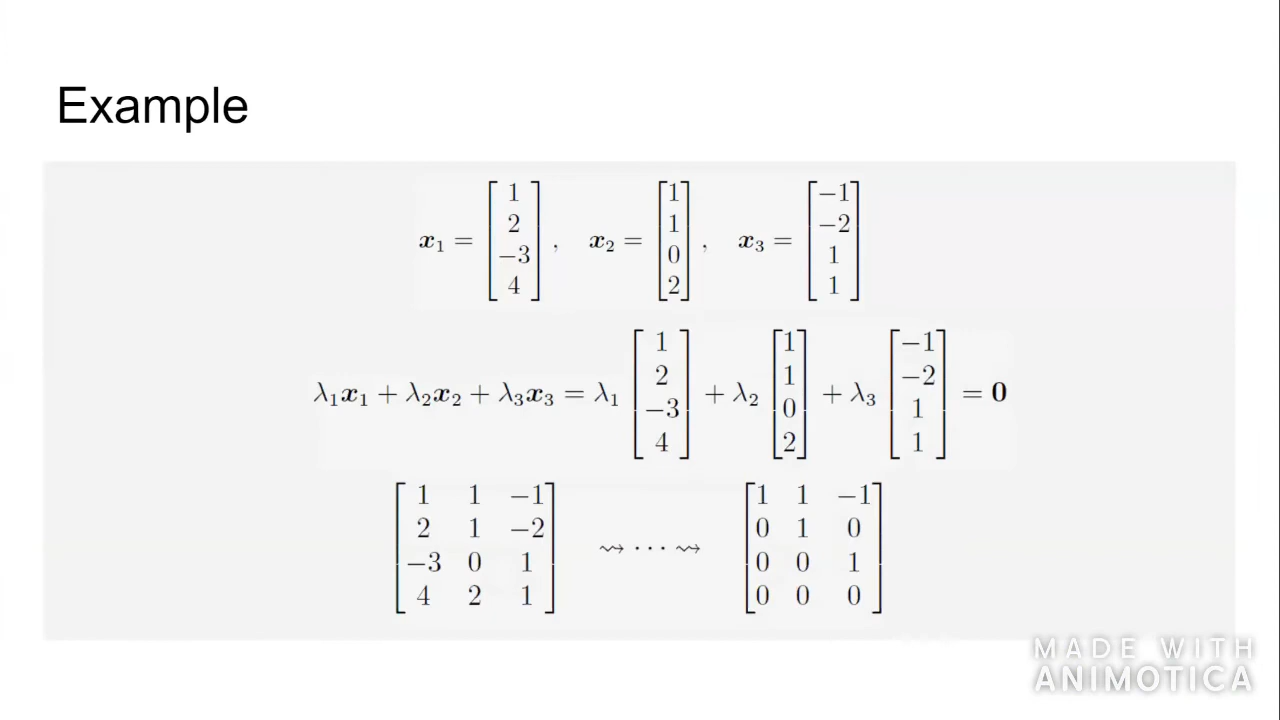 Example
x₁ = [1 2 −3 4], x₂ = [1 1 0 2], x₃ = [−1 −2 1 1]
λ₁x₁ + λ₂x₂ + λ₃x₃ = λ₁ [1 2 −3 4] + λ₂ [1 1 0 2] + λ₃ [−1 −2 1 1] = 0
[1 1 −1
2 1 −2
−3 0 1
4 2 1]
⇝ ··· ⇝
[1 1 −1
0 1 0
0 0 1
0 0 0]
MADE WITH
ANIMOTICA